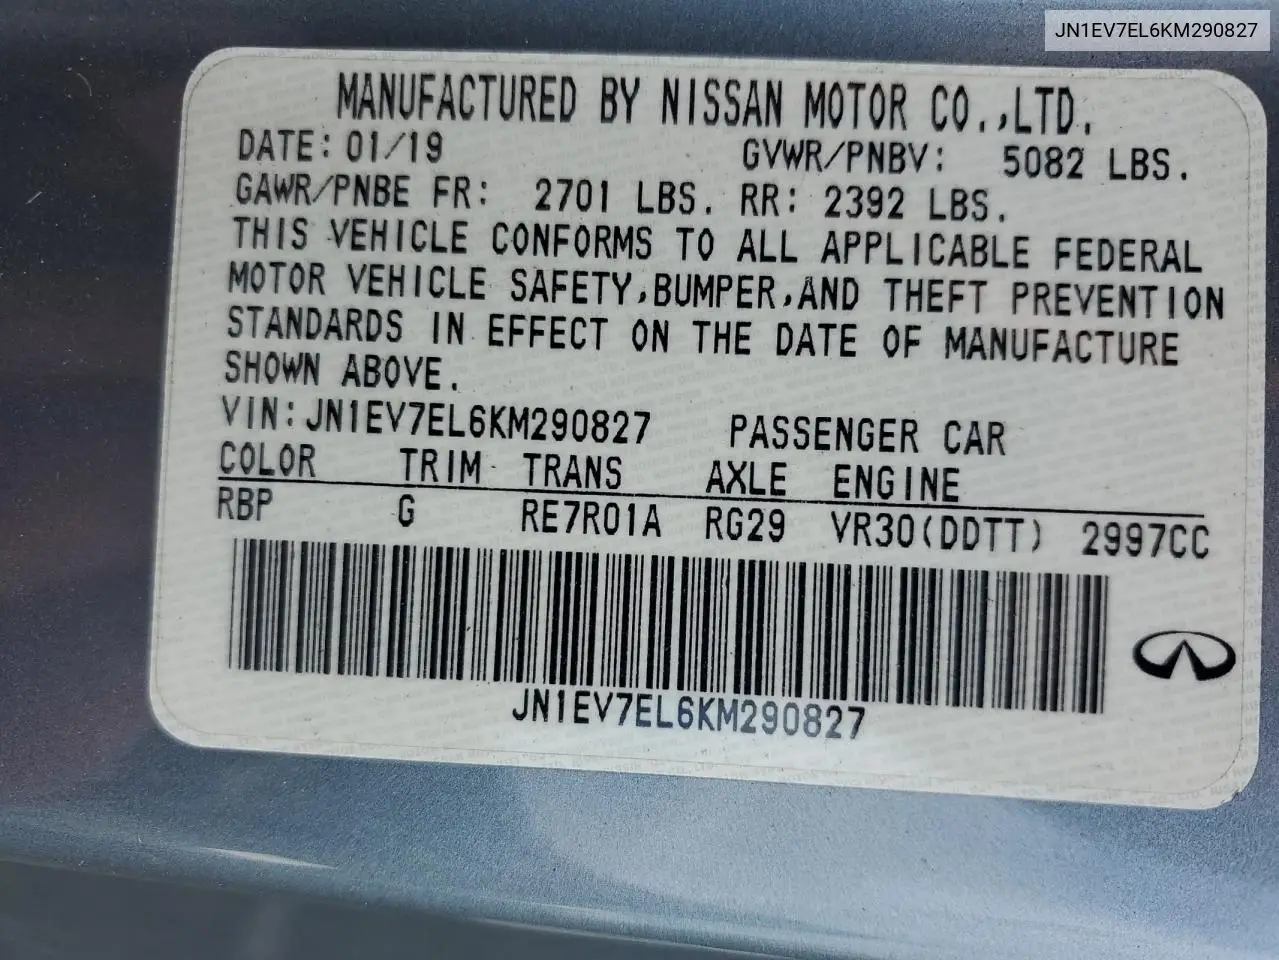 JN1EV7EL6KM290827
MANUFACTURED BY NISSAN MOTOR CO.,LTD.
DATE: 01/19 GVWR/PNBV: 5082 LBS.
GAWR/PNBE FR: 2701 LBS. RR: 2392 LBS.
THIS VEHICLE CONFORMS TO ALL APPLICABLE FEDERAL
MOTOR VEHICLE SAFETY,BUMPER,AND THEFT PREVENTION
STANDARDS IN EFFECT ON THE DATE OF MANUFACTURE
SHOWN ABOVE.
VIN: JN1EV7EL6KM290827 PASSENGER CAR
COLOR TRIM TRANS AXLE ENGINE
RBP G RE7R01A RG29 VR30(DDTT) 2997CC
JN1EV7EL6KM290827